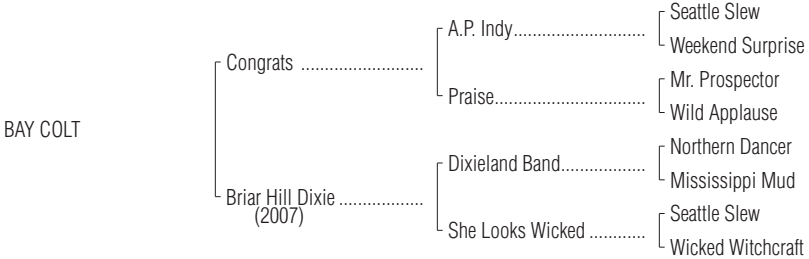 Seattle Slew
A.P. Indy..............................
Weekend Surprise
Congrats ...........................
Mr. Prospector
Praise..................................
Wild Applause
BAY COLT
Northern Dancer
Dixieland Band...................
Mississippi Mud
Briar Hill Dixie ...................
(2007)
Seattle Slew
She Looks Wicked .............
Wicked Witchcraft